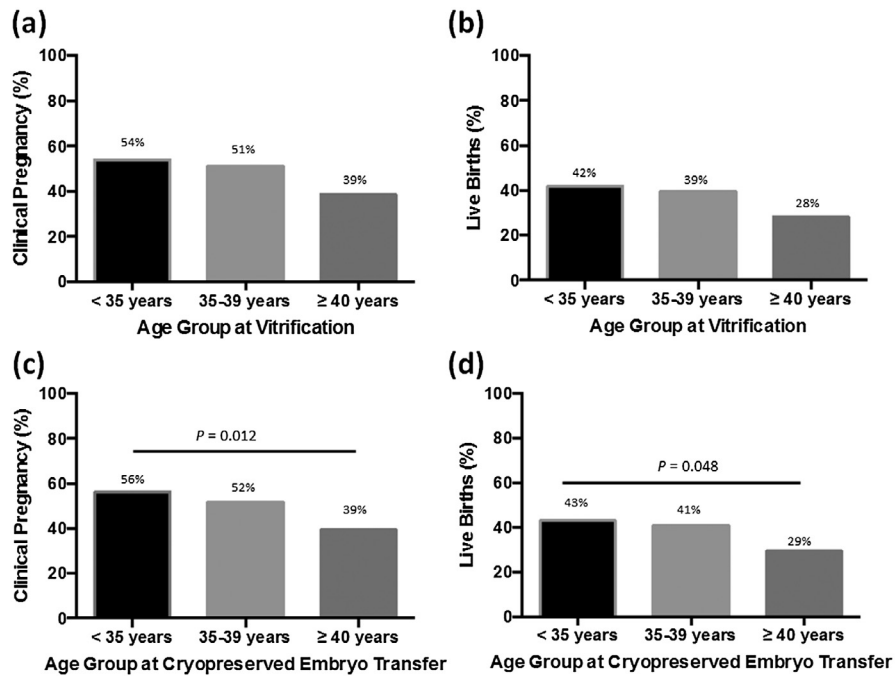 (a)
Clinical Pregnancy (%)
100
80
60
40
20
0
54%
51%
39%
< 35 years 35-39 years ≥ 40 years
Age Group at Vitrification
(b)
Live Births (%)
100
80
60
40
20
0
42%
39%
28%
< 35 years 35-39 years ≥ 40 years
Age Group at Vitrification
(c)
Clinical Pregnancy (%)
100
80
60
40
20
0
P = 0.012
56%
52%
39%
< 35 years 35-39 years ≥ 40 years
Age Group at Cryopreserved Embryo Transfer
(d)
Live Births (%)
100
80
60
40
20
0
P = 0.048
43%
41%
29%
< 35 years 35-39 years ≥ 40 years
Age Group at Cryopreserved Embryo Transfer